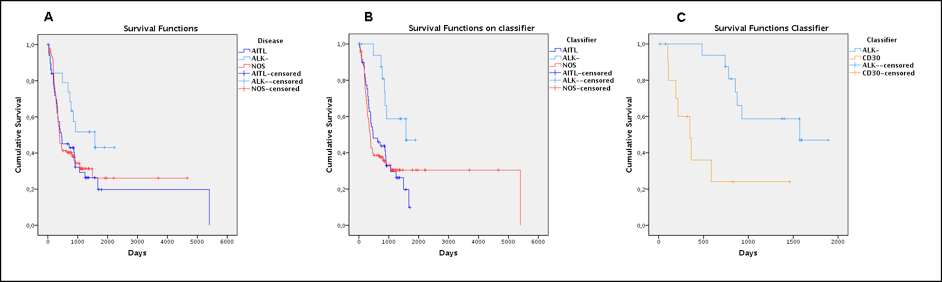 A
Survival Functions
Cumulative Survival
1,0
0,8
0,6
0,4
0,2
0,0
0 1000 2000 3000 4000 5000 6000
Days
Disease
AITL
ALK-
NOS
AITL-censored
ALK--censored
NOS-censored
B
Survival Functions on classifier
Cumulative Survival
1,0
0,8
0,6
0,4
0,2
0,0
0 1000 2000 3000 4000 5000 6000
Days
Classifier
AITL
ALK-
NOS
AITL-censored
ALK--censored
NOS-censored
C
Survival Functions Classifier
Cumulative Survival
1,0
0,8
0,6
0,4
0,2
0,0
0 500 1000 1500 2000
Days
Classifier
ALK-
CD30
ALK--censored
CD30-censored